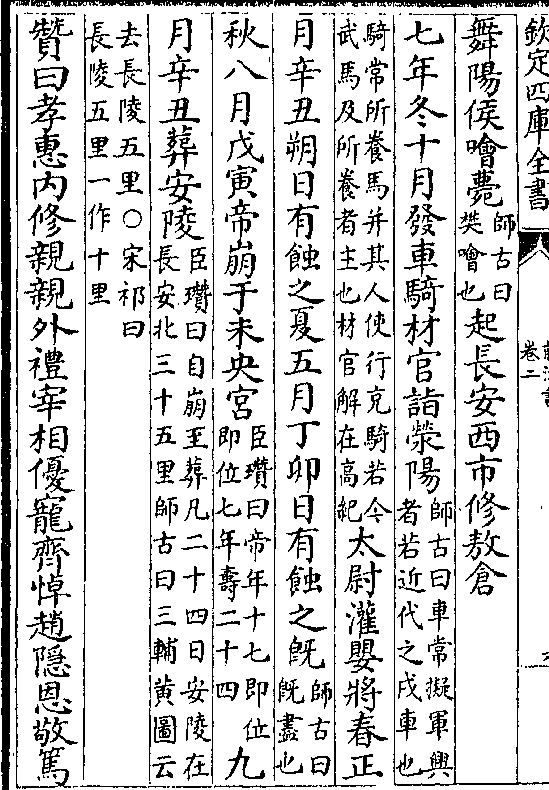 欽定四庫全書
卷二
舞陽侯噲薨師古曰樊噲也起長安西市修敖倉
七年冬十月發車騎材官詣滎陽師古曰車常擬軍興者若近代之戍車也
騎常所養馬并其人使行充騎若今武馬及所養者主也材官解在高紀太尉灌嬰將春正
月辛丑朔日有蝕之夏五月丁卯日有蝕之旣師古曰旣盡也
秋八月戊寅帝崩于未央宮臣瓚曰帝年十七即位即位七年壽二十四九
月辛丑葬安陵臣瓚曰自崩至葬凡二十四日安陵在長安北三十五里師古曰三輔黄圖云
去長陵五里○宋祁曰長陵五里一作十里
贊曰孝惠内修親親外禮宰相優寵齊悼趙隠恩敬篤